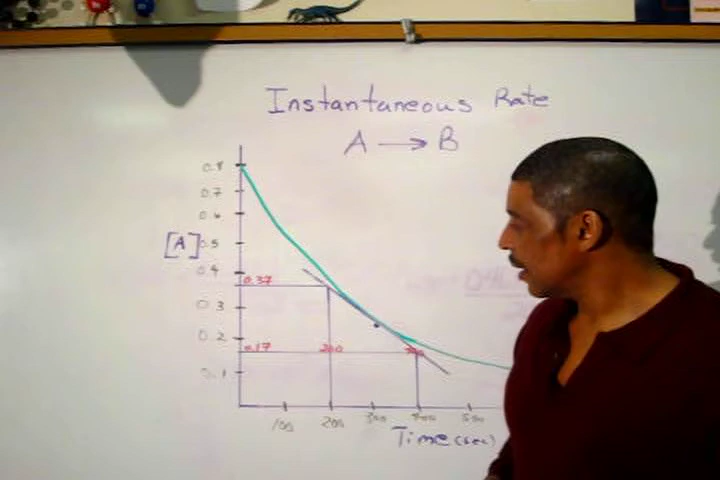 Instantaneous Rate
A → B
0.8
0.7
0.6
[A] 0.5
0.4
0.37
0.3
0.2
0.17 200
0.1
100 200 300 400 500
Time (sec)